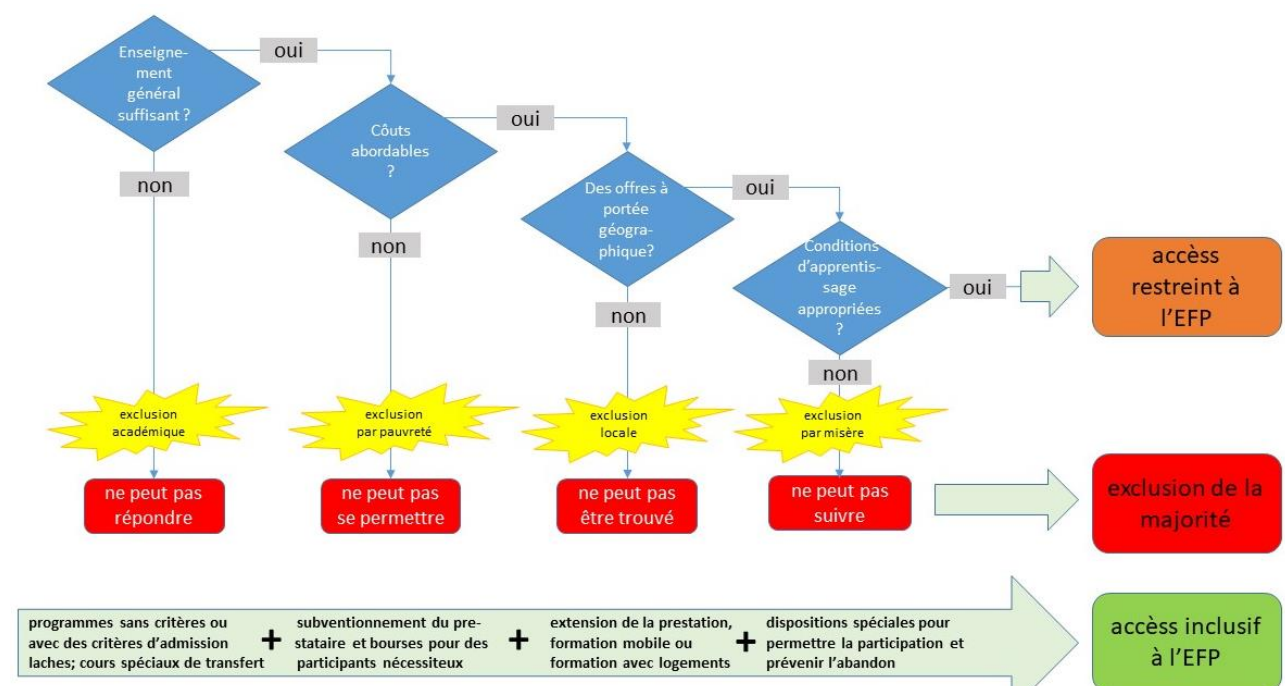 Enseigne-
ment
général
suffisant ?
oui
non
Côuts
abordables
?
oui
non
Des offres à
portée
géogra-
phique?
oui
non
Conditions
d'apprentis-
sage
appropriées
?
oui
non
accèss
restreint à
l'EFP
exclusion
académique
exclusion
par pauvreté
exclusion
locale
exclusion
par misère
ne peut pas
répondre
ne peut pas
se permettre
ne peut pas
être trouvé
ne peut pas
suivre
exclusion de la
majorité
programmes sans critères ou
avec des critères d'admission
laches; cours spéciaux de transfert
+
subventionnement du pre-
stataire et bourses pour des
participants nécessiteux
+
extension de la prestation,
formation mobile ou
formation avec logements
+
dispositions spéciales pour
permettre la participation et
prévenir l'abandon
accèss inclusif
à l'EFP